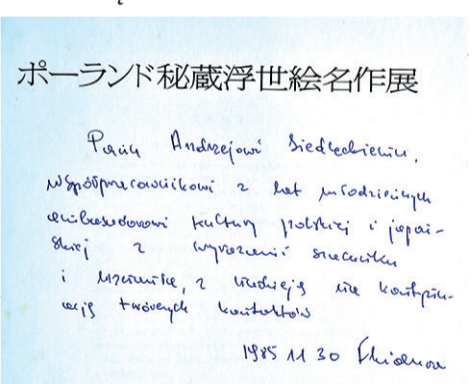 ポーランド秘蔵浮世絵名作展
Panu Andrzejowi Siedleckiemu,
współpracownikowi z lat młodzieńczych
ambasadorowi kultury polskiej i japoń-
skiej z wyrazami szacunku
i uznania, z nadzieją na kontynu-
ację twórczych kontaktów
1985 11 30